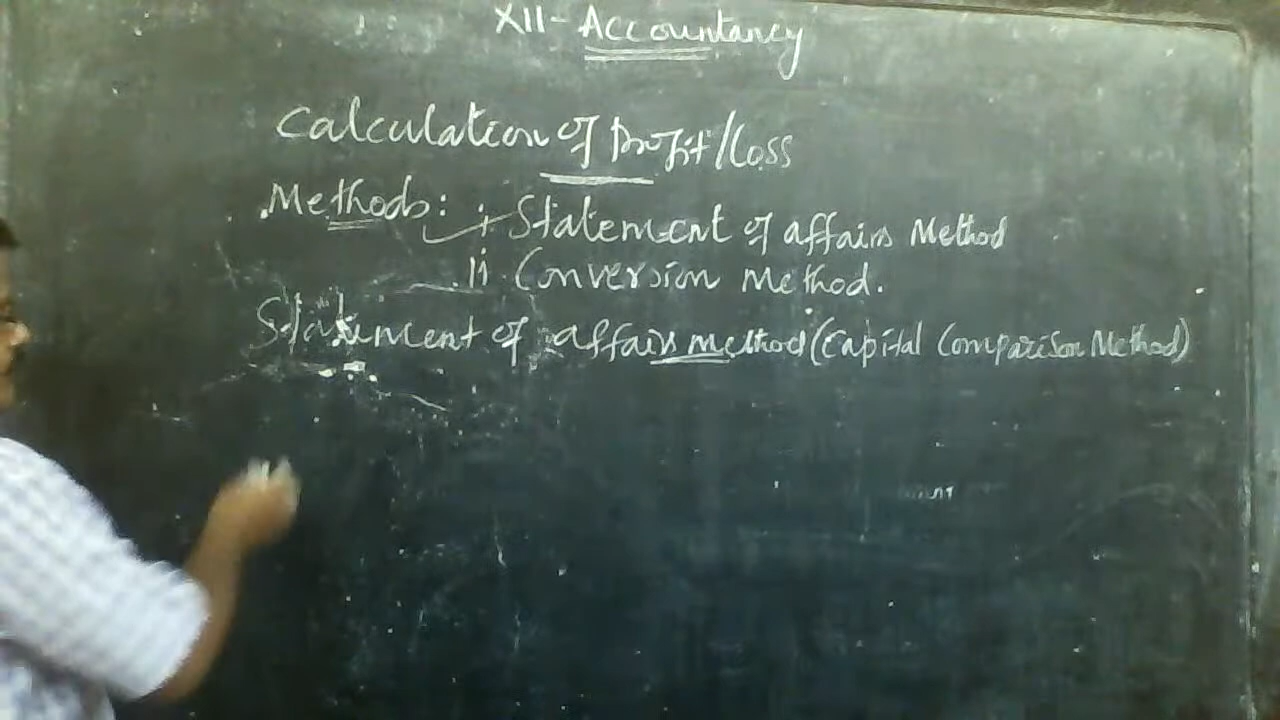 XII - Accountancy
Calculation of Profit/Loss
Methods: i Statement of affairs Method
ii Conversion Method.
Statement of affairs method (Capital Comparison Method)